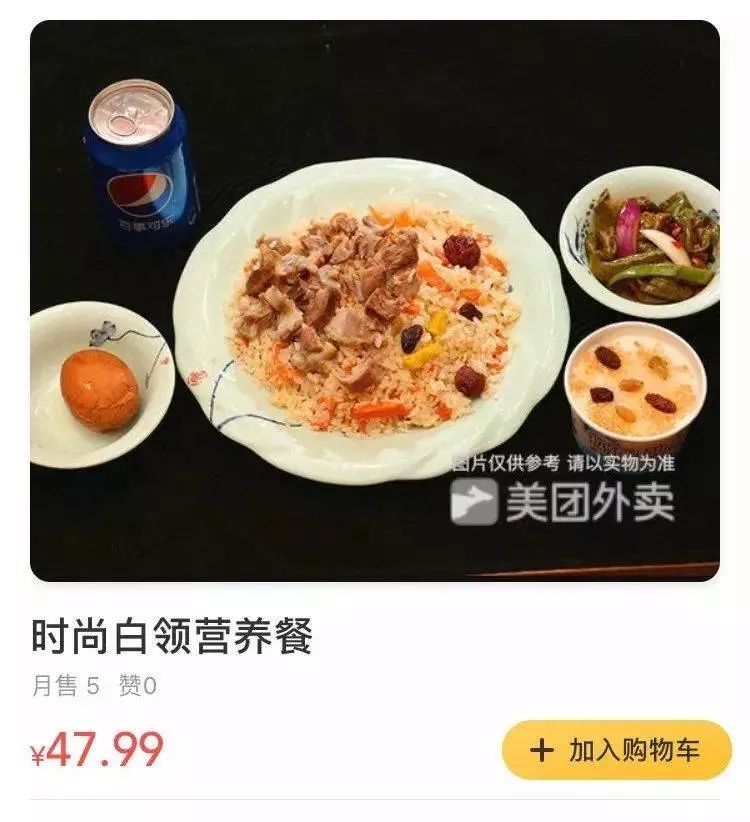 百事可乐
图片仅供参考 请以实物为准
美团外卖
时尚白领营养餐
月售 5 赞0
¥47.99
+ 加入购物车